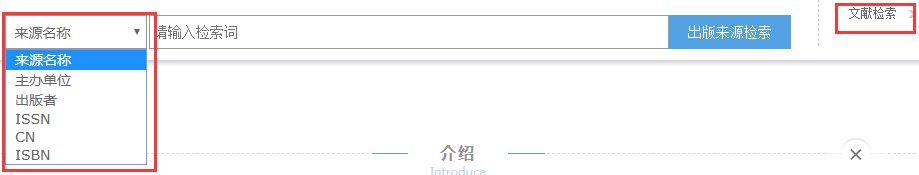 文献检索
来源名称 请输入检索词 出版来源检索
来源名称
主办单位
出版者
ISSN
CN
ISBN
介绍
Introduce